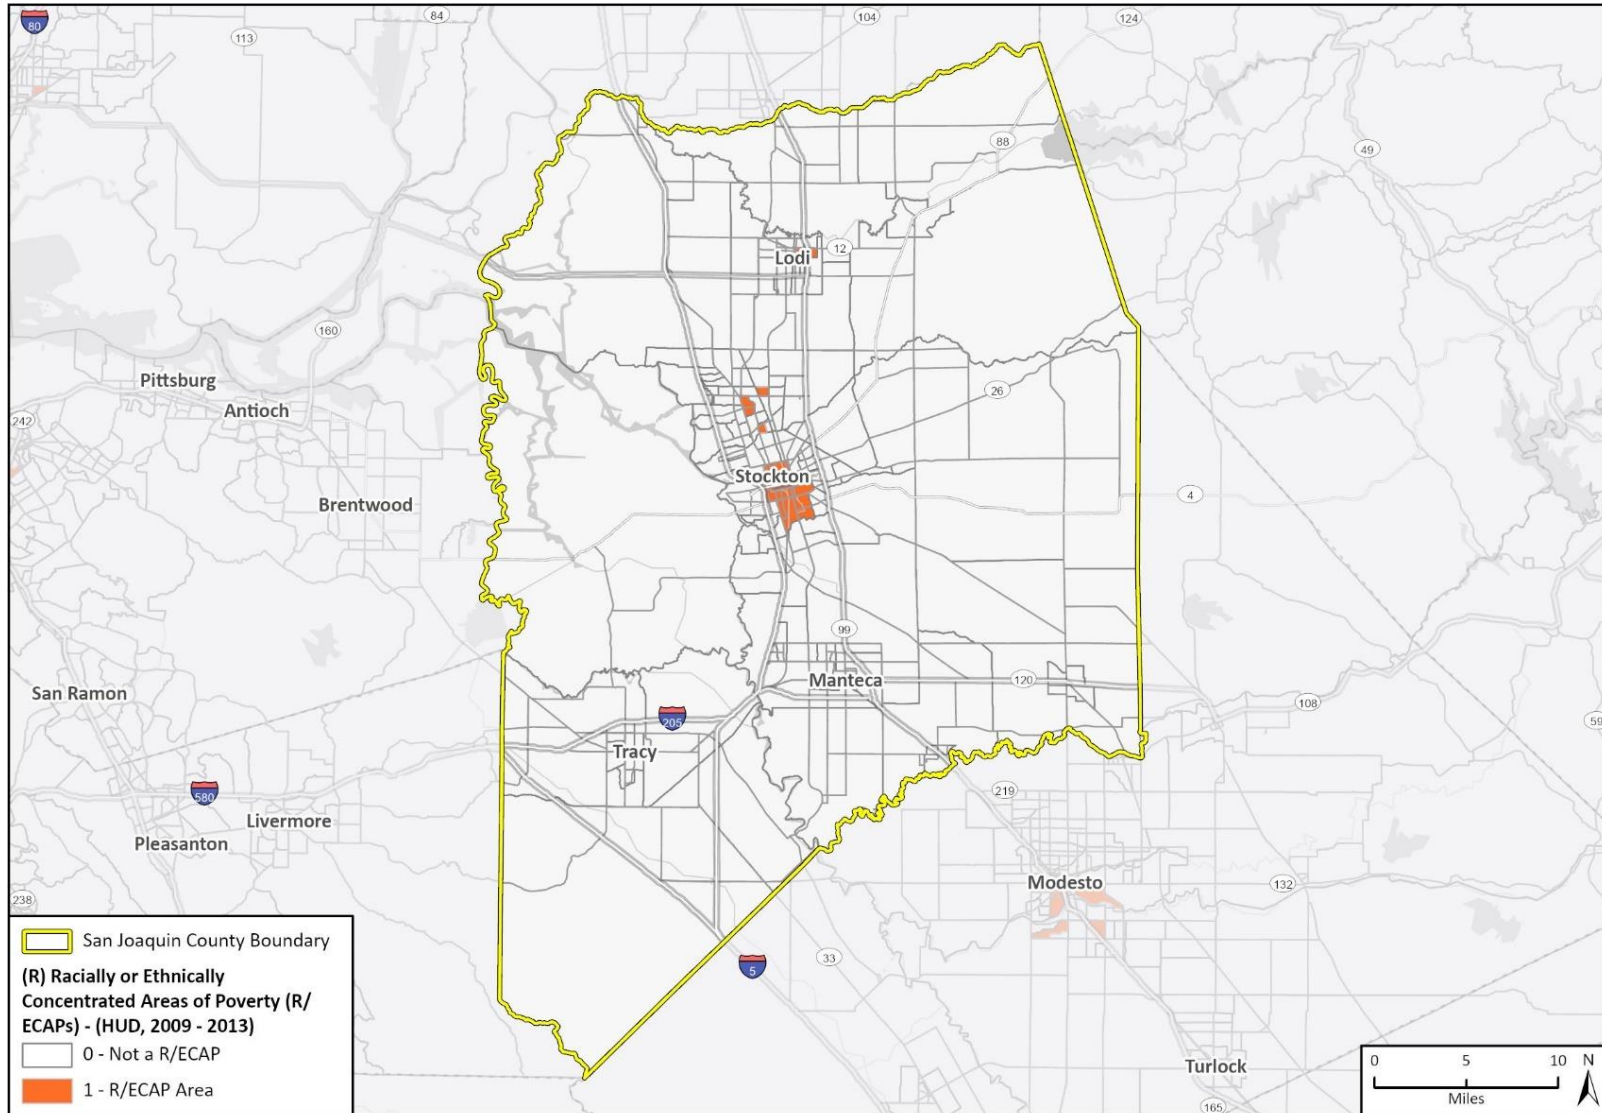 80
84
104
124
113
88
49
12
Lodi
160
Pittsburg
Antioch
26
242
Stockton
4
Brentwood
99
Manteca
120
San Ramon
108
59
205
Tracy
580
219
Livermore
Pleasanton
Modesto
132
238
33
5
Turlock
165
San Joaquin County Boundary
(R) Racially or Ethnically
Concentrated Areas of Poverty (R/
ECAPs) - (HUD, 2009 - 2013)
0 - Not a R/ECAP
1 - R/ECAP Area
0 5 10
Miles
N